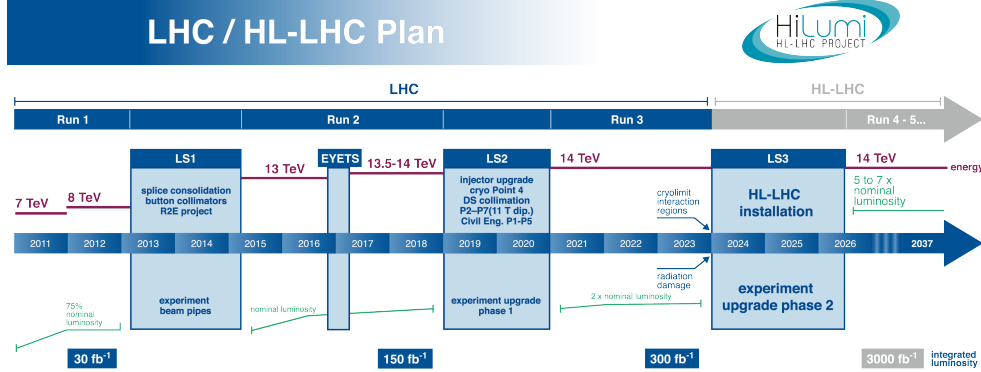 LHC / HL-LHC Plan
HiLumi
HL-LHC PROJECT
LHC
HL-LHC
Run 1
Run 2
Run 3
Run 4 - 5...
LS1
EYETS
LS2
LS3
7 TeV
8 TeV
13 TeV
13.5-14 TeV
14 TeV
14 TeV
energy
splice consolidation
button collimators
R2E project
injector upgrade
cryo Point 4
DS collimation
P2–P7(11 T dip.)
Civil Eng. P1-P5
cryolimit
interaction
regions
HL-LHC
installation
5 to 7 x
nominal
luminosity
2011
2012
2013
2014
2015
2016
2017
2018
2019
2020
2021
2022
2023
2024
2025
2026
2037
75%
nominal
luminosity
experiment
beam pipes
nominal luminosity
experiment upgrade
phase 1
2 x nominal luminosity
radiation
damage
experiment
upgrade phase 2
30 fb⁻¹
150 fb⁻¹
300 fb⁻¹
3000 fb⁻¹
integrated
luminosity